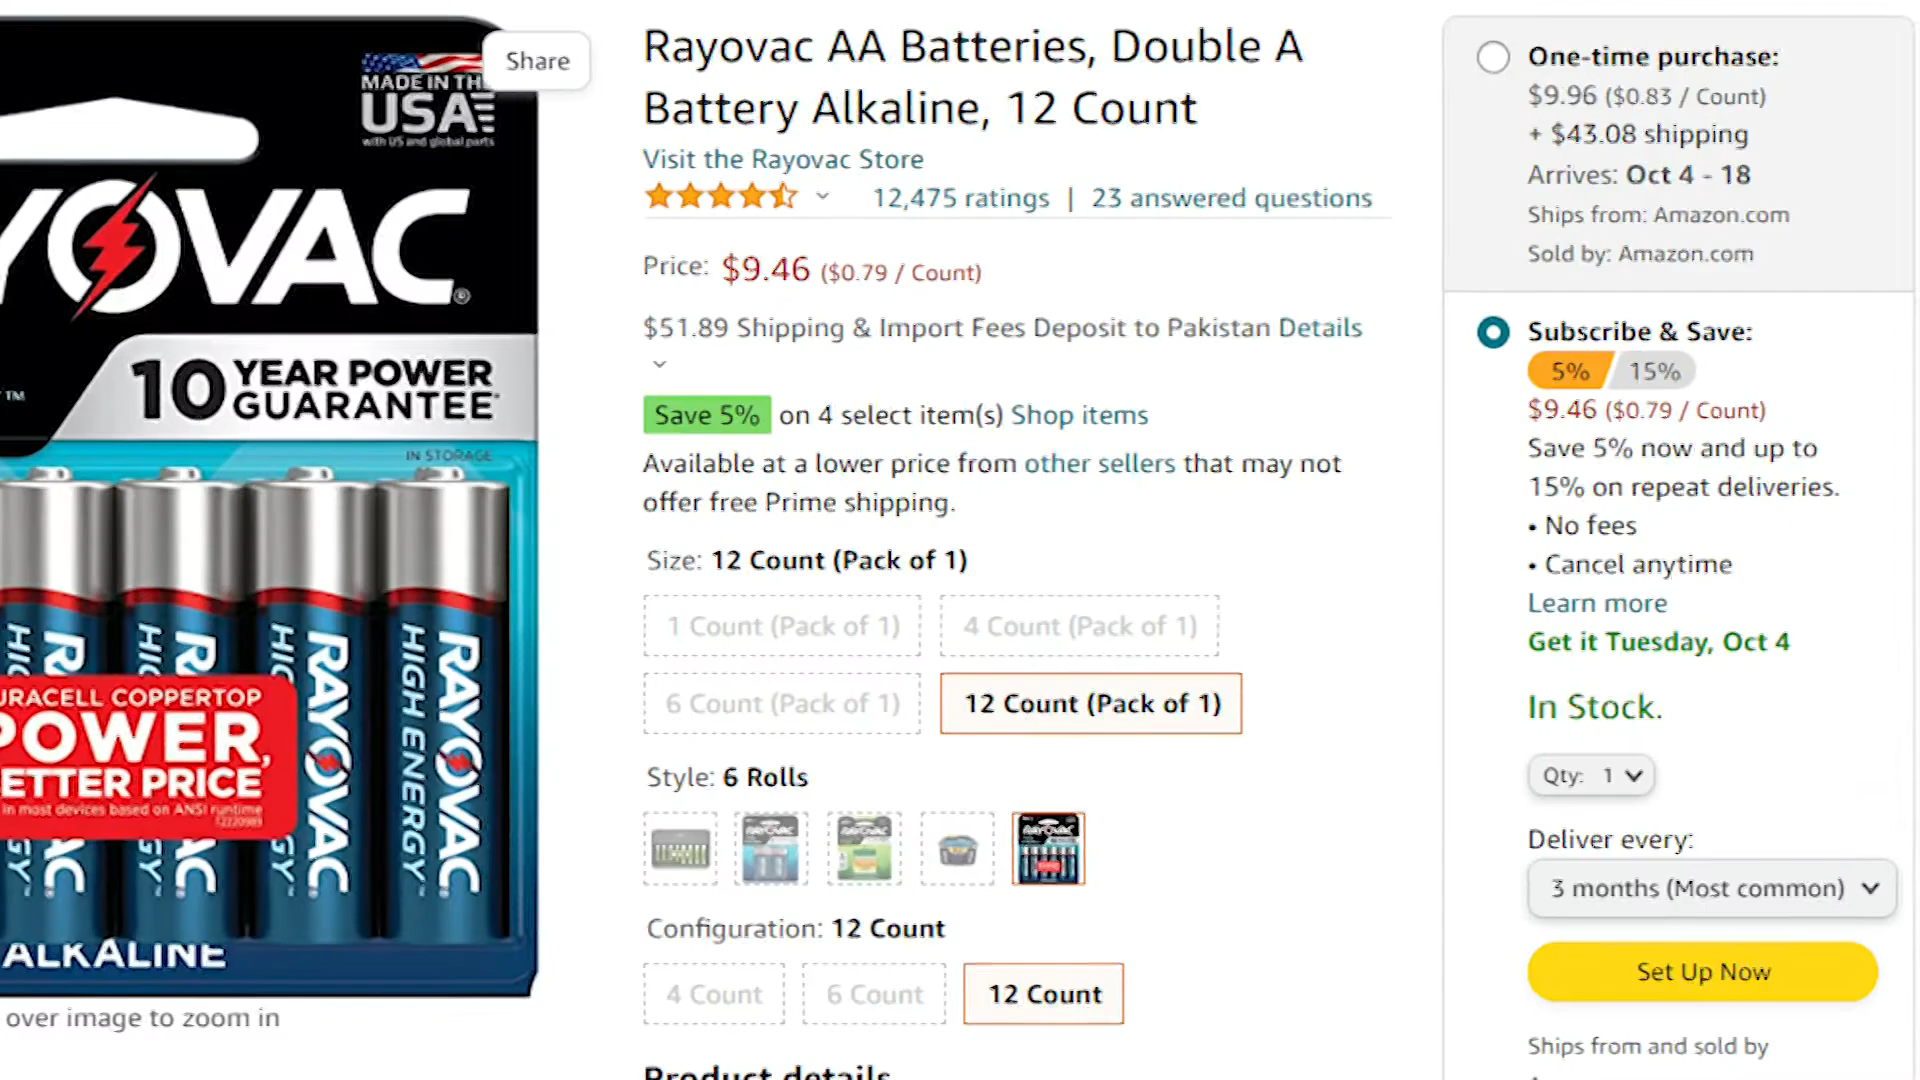 Share
MADE IN TH
USA
with US and global parts
YOVAC®
10 YEAR POWER
GUARANTEE
TM
IN STORAGE
RAYOVAC
HIGH ENERGY™
RAYOVAC
HIGH ENERGY™
URACELL COPPERTOP
POWER,
ETTER PRICE
In most devices based on ANSI runtime
ALKALINE
over image to zoom in
Rayovac AA Batteries, Double A
Battery Alkaline, 12 Count
Visit the Rayovac Store
12,475 ratings | 23 answered questions
Price: $9.46 ($0.79 / Count)
$51.89 Shipping & Import Fees Deposit to Pakistan Details
Save 5% on 4 select item(s) Shop items
Available at a lower price from other sellers that may not
offer free Prime shipping.
Size: 12 Count (Pack of 1)
1 Count (Pack of 1)
4 Count (Pack of 1)
6 Count (Pack of 1)
12 Count (Pack of 1)
Style: 6 Rolls
Configuration: 12 Count
4 Count
6 Count
12 Count
Product details
One-time purchase:
$9.96 ($0.83 / Count)
+ $43.08 shipping
Arrives: Oct 4 - 18
Ships from: Amazon.com
Sold by: Amazon.com
Subscribe & Save:
5% 15%
$9.46 ($0.79 / Count)
Save 5% now and up to
15% on repeat deliveries.
• No fees
• Cancel anytime
Learn more
Get it Tuesday, Oct 4
In Stock.
Qty: 1
Deliver every:
3 months (Most common)
Set Up Now
Ships from and sold by